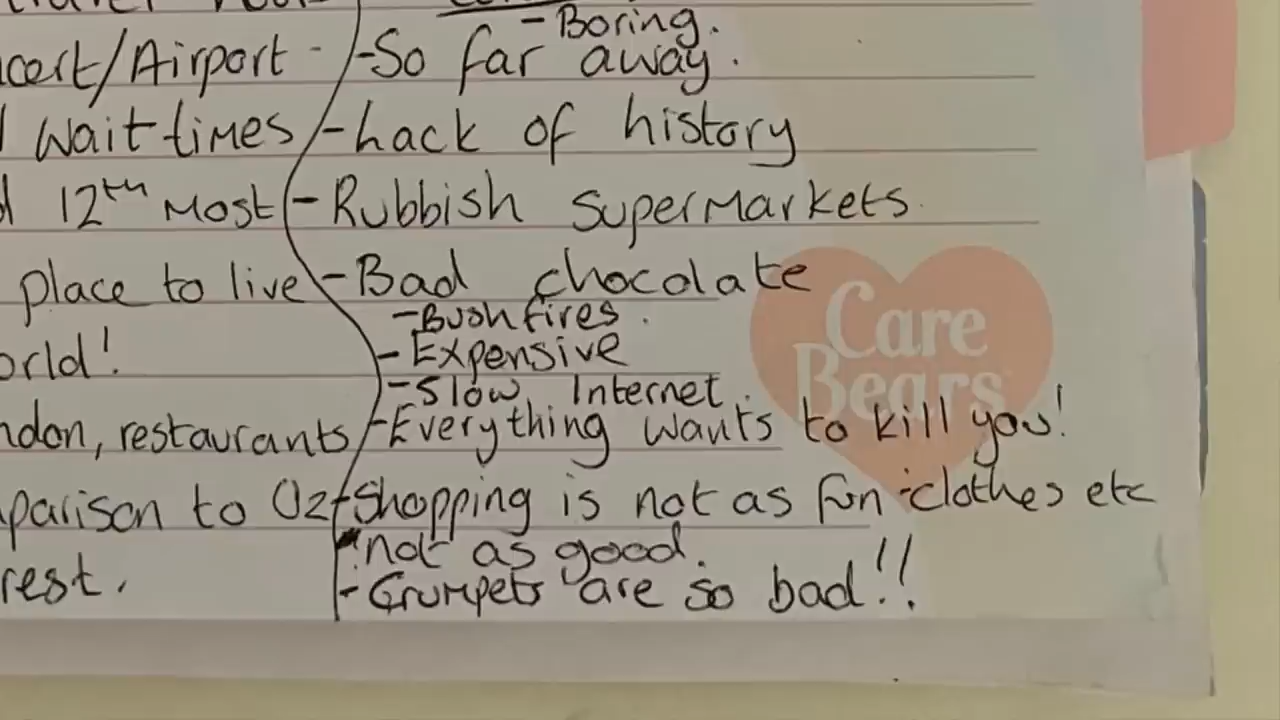 - Boring.
cert/Airport - -So far away.
wait times -Lack of history
12th Most - Rubbish supermarkets.
place to live -Bad chocolate
-Bushfires.
orld! - Expensive
-Slow Internet.
ndon, restaurants -Everything wants to kill you!
parison to Oz -Shopping is not as fun -clothes etc
not as good.
rest. - Crumpets are so bad!!
Care
Bears